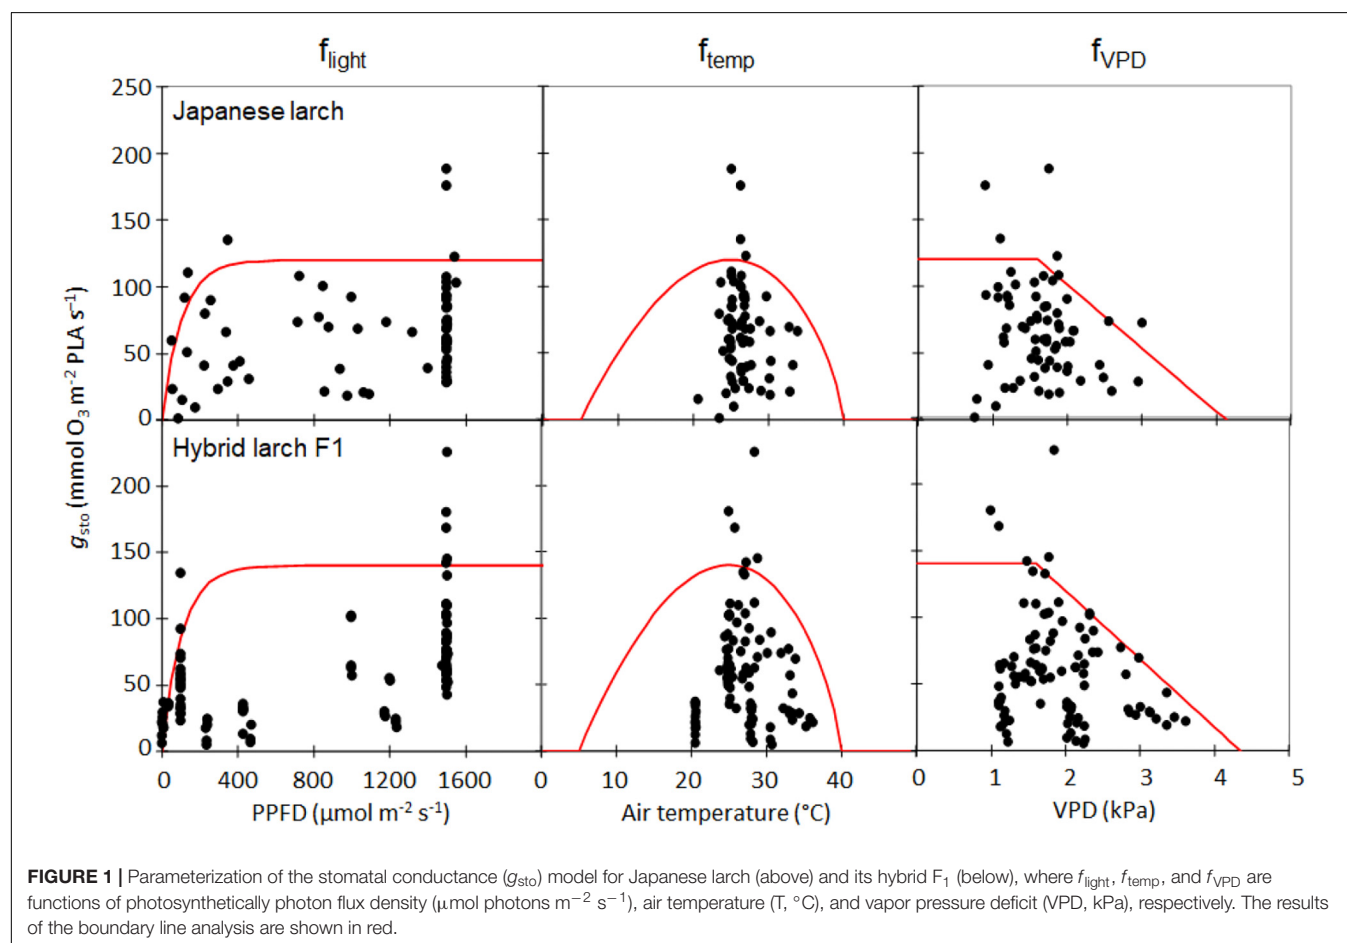 f_light f_temp f_VPD
250
Japanese larch
200
150
100
50
0
g_sto (mmol O_3 m^-2 PLA s^-1)
Hybrid larch F1
200
150
100
50
0
0 400 800 1200 1600 0 10 20 30 40 0 1 2 3 4 5
PPFD (µmol m^-2 s^-1) Air temperature (°C) VPD (kPa)
FIGURE 1 | Parameterization of the stomatal conductance (g_sto) model for Japanese larch (above) and its hybrid F_1 (below), where f_light, f_temp, and f_VPD are
functions of photosynthetically photon flux density (µmol photons m^−2 s^−1), air temperature (T, °C), and vapor pressure deficit (VPD, kPa), respectively. The results
of the boundary line analysis are shown in red.